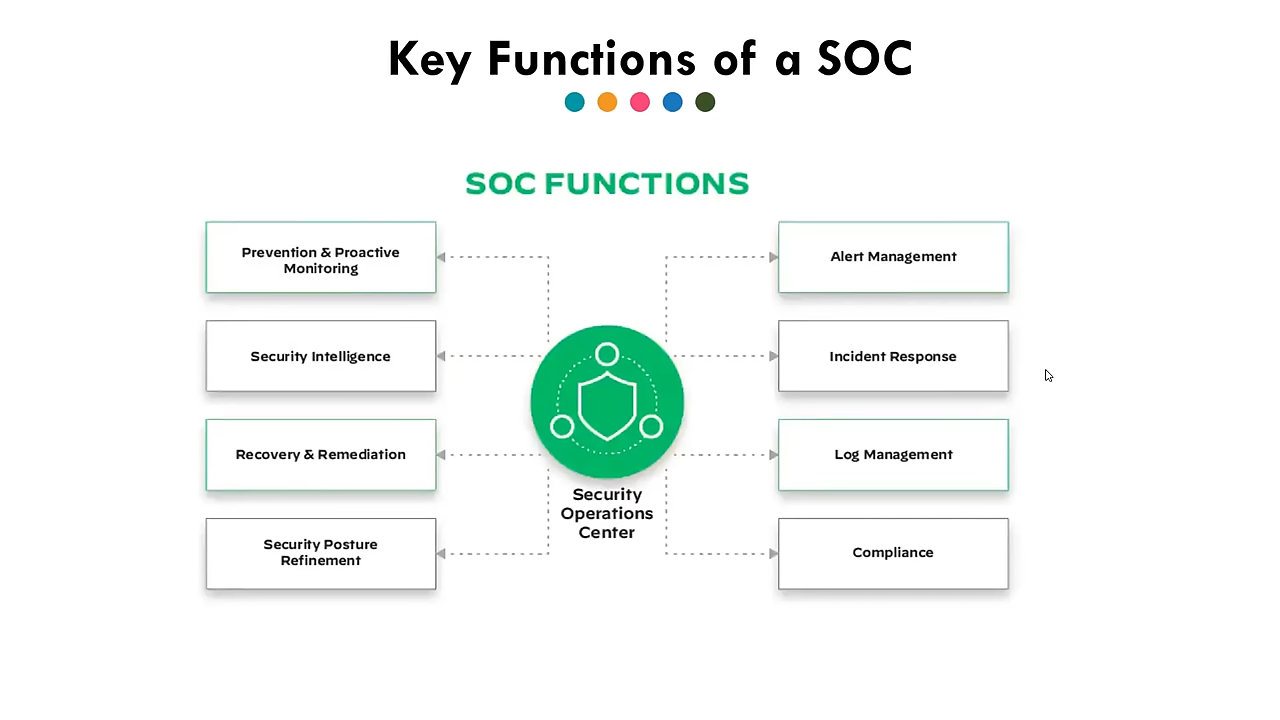 Key Functions of a SOC
SOC FUNCTIONS
Prevention & Proactive
Monitoring
Security Intelligence
Recovery & Remediation
Security Posture
Refinement
Security
Operations
Center
Alert Management
Incident Response
Log Management
Compliance